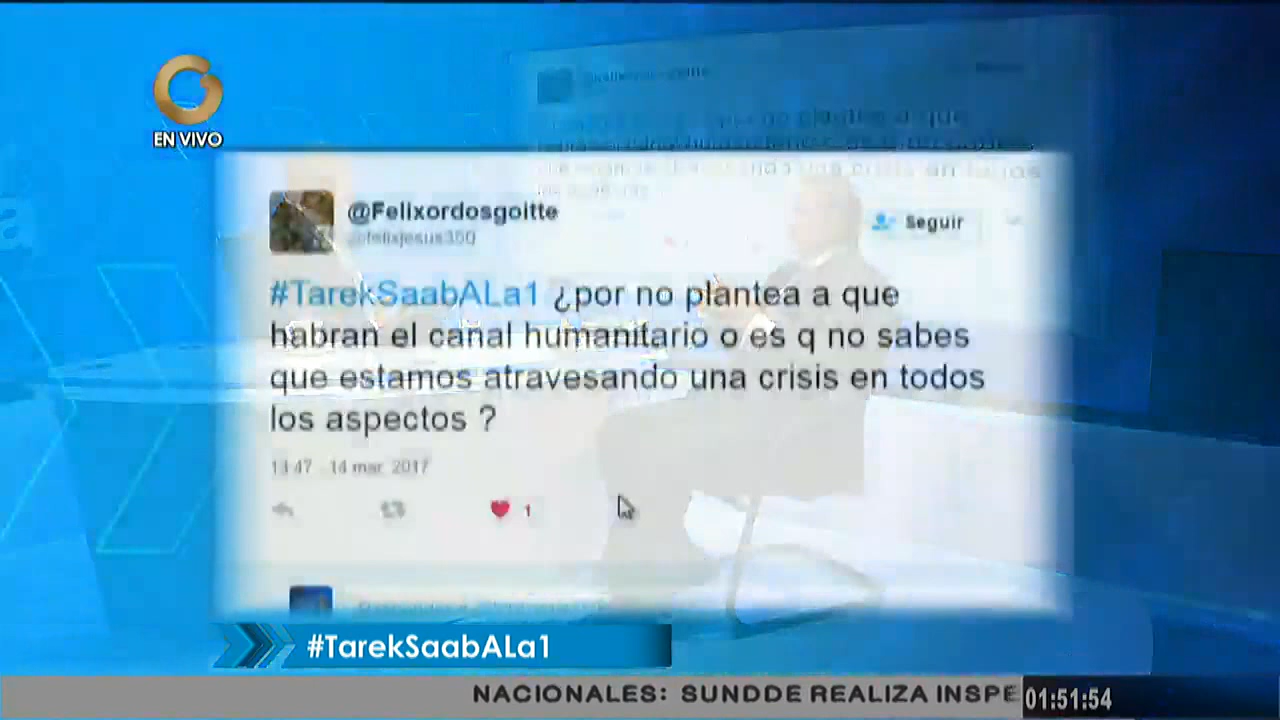 EN VIVO
@Felixordosgoitte
@felixjesus350
Seguir
#TarekSaabALa1 ¿por no plantea a que
habran el canal humanitario o es q no sabes
que estamos atravesando una crisis en todos
los aspectos ?
13:47 - 14 mar. 2017
1
#TarekSaabALa1
NACIONALES: SUNDDE REALIZA INSPE
01:51:54